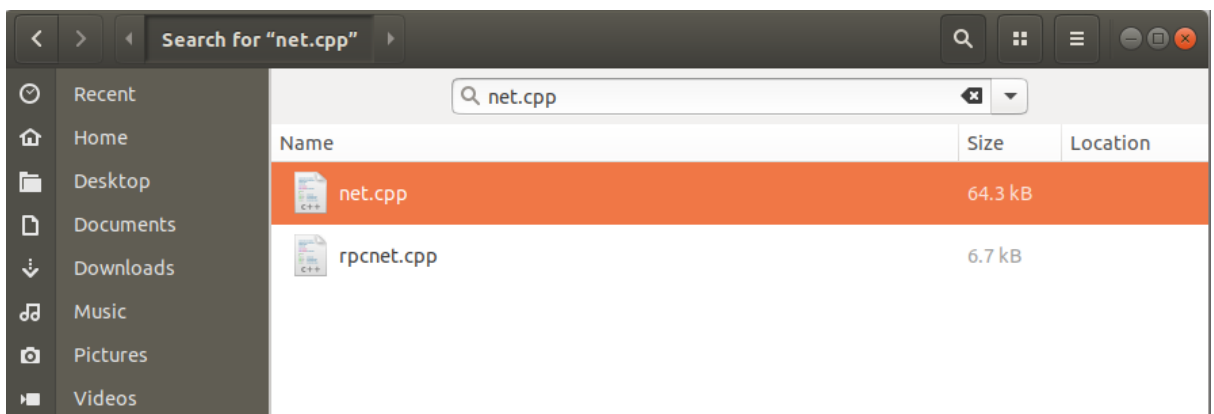 Search for “net.cpp”
net.cpp
Recent
Home
Desktop
Documents
Downloads
Music
Pictures
Videos
Name Size Location
net.cpp 64.3 kB
rpcnet.cpp 6.7 kB